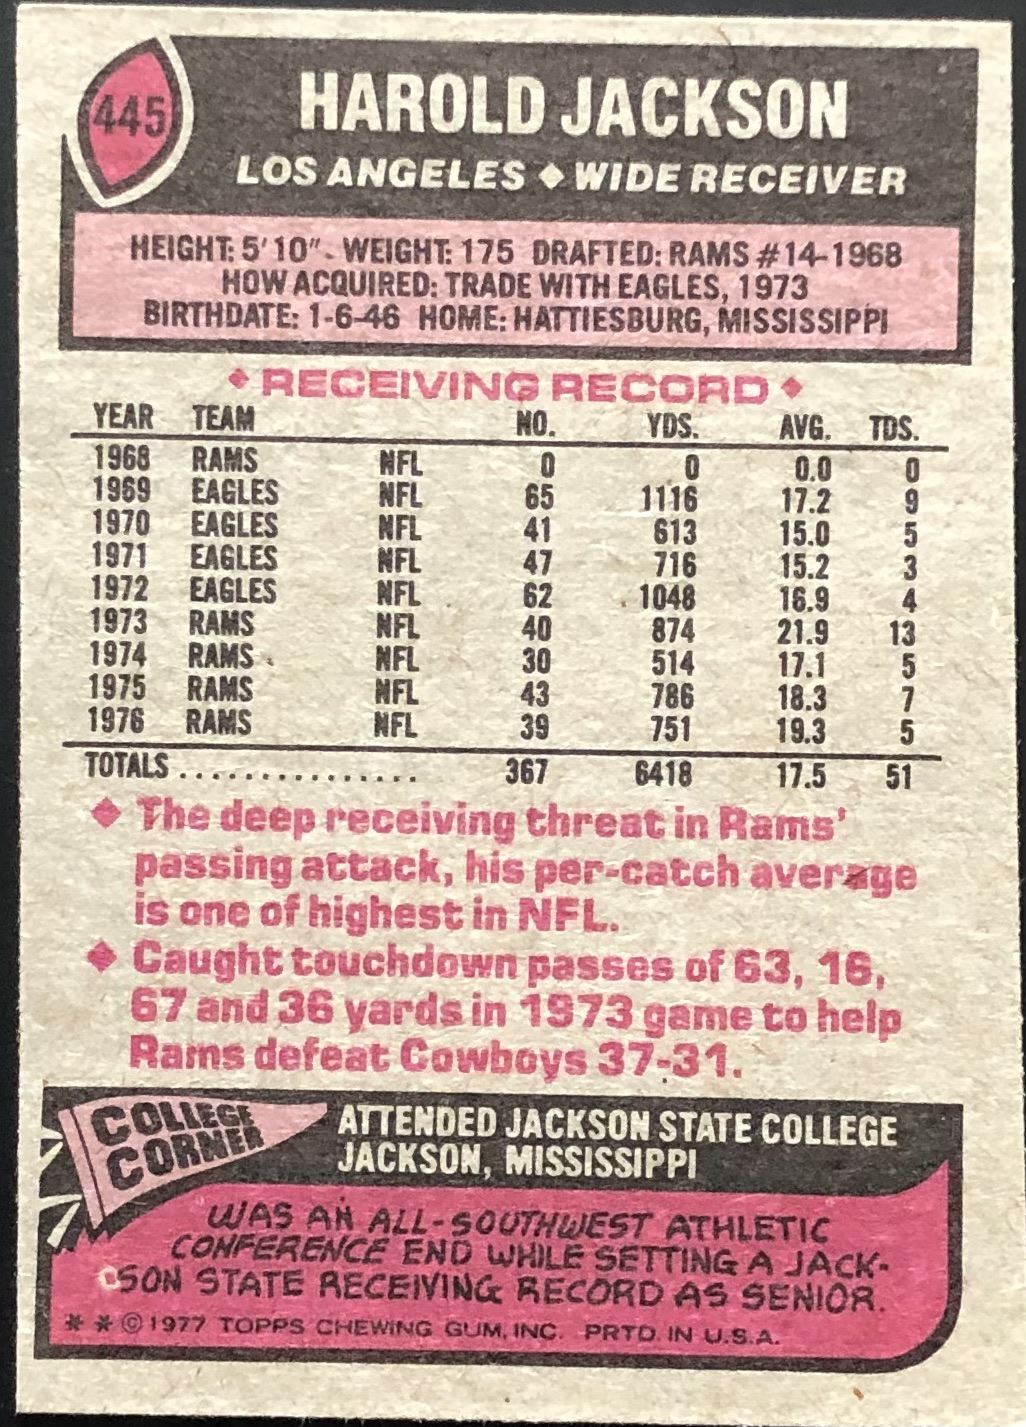 445
HAROLD JACKSON
LOS ANGELES ◆ WIDE RECEIVER
HEIGHT: 5'10". WEIGHT: 175 DRAFTED: RAMS #14-1968
HOW ACQUIRED: TRADE WITH EAGLES, 1973
BIRTHDATE: 1-6-46 HOME: HATTIESBURG, MISSISSIPPI
◆ RECEIVING RECORD ◆
YEAR TEAM NO. YDS. AVG. TDS.
1968 RAMS NFL 0 0 0.0 0
1969 EAGLES NFL 65 1116 17.2 9
1970 EAGLES NFL 41 613 15.0 5
1971 EAGLES NFL 47 716 15.2 3
1972 EAGLES NFL 62 1048 16.9 4
1973 RAMS NFL 40 874 21.9 13
1974 RAMS NFL 30 514 17.1 5
1975 RAMS NFL 43 786 18.3 7
1976 RAMS NFL 39 751 19.3 5
TOTALS ............... 367 6418 17.5 51
◆ The deep receiving threat in Rams'
passing attack, his per-catch average
is one of highest in NFL.
◆ Caught touchdown passes of 63, 16,
67 and 36 yards in 1973 game to help
Rams defeat Cowboys 37-31.
COLLEGE
CORNER
ATTENDED JACKSON STATE COLLEGE
JACKSON, MISSISSIPPI
WAS AN ALL-SOUTHWEST ATHLETIC
CONFERENCE END WHILE SETTING A JACK-
SON STATE RECEIVING RECORD AS SENIOR.
* * © 1977 TOPPS CHEWING GUM, INC. PRTD. IN U.S.A.